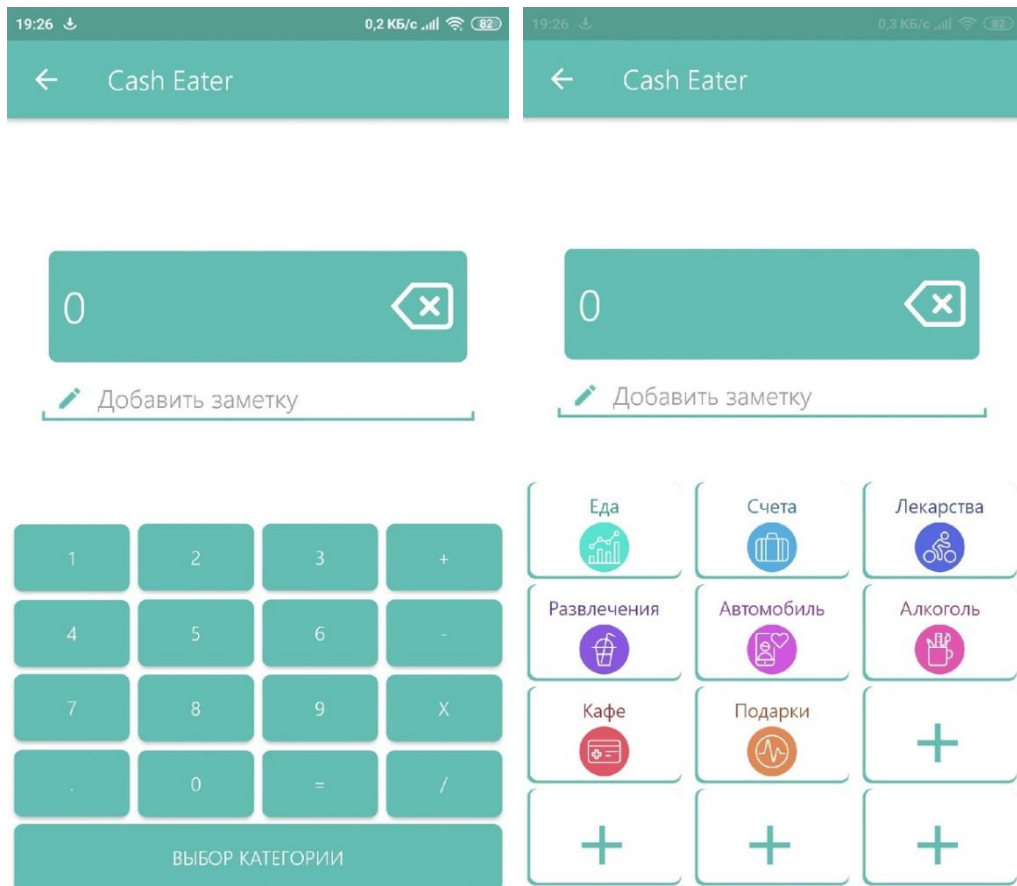 19:26 0,2 КБ/с 82
Cash Eater
0
Добавить заметку
1 2 3 +
4 5 6 -
7 8 9 X
. 0 = /
ВЫБОР КАТЕГОРИИ
19:26 0,3 КБ/с 82
Cash Eater
0
Добавить заметку
Еда Счета Лекарства
Развлечения Автомобиль Алкоголь
Кафе Подарки +
+ + +